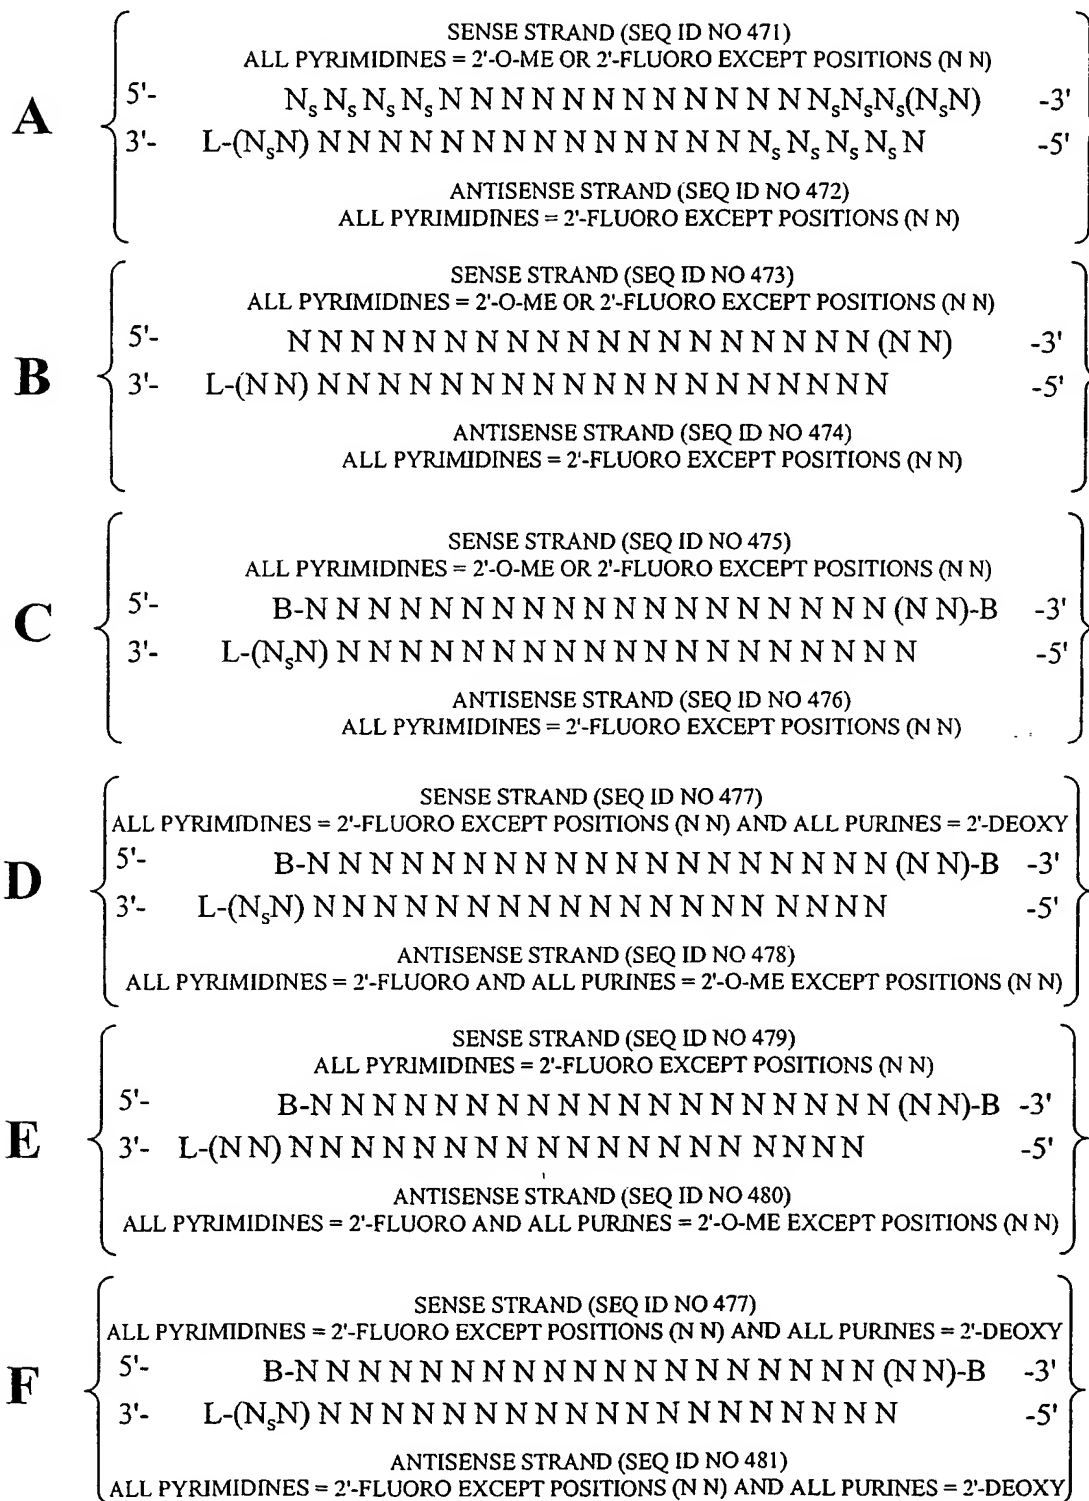 SENSE STRAND (SEQ ID NO 471)
ALL PYRIMIDINES = 2'-O-ME OR 2'-FLUORO EXCEPT POSITIONS (N N)
A
5'- NsNsNsNsN N N N N N N N N N N N NsNsNs(NsN) -3'
3'- L-(NsN) N N N N N N N N N N N N N N Ns Ns Ns Ns N -5'
ANTISENSE STRAND (SEQ ID NO 472)
ALL PYRIMIDINES = 2'-FLUORO EXCEPT POSITIONS (N N)
SENSE STRAND (SEQ ID NO 473)
ALL PYRIMIDINES = 2'-O-ME OR 2'-FLUORO EXCEPT POSITIONS (N N)
B
5'- N N N N N N N N N N N N N N N N N N N (N N) -3'
3'- L-(N N) N N N N N N N N N N N N N N N N N N N -5'
ANTISENSE STRAND (SEQ ID NO 474)
ALL PYRIMIDINES = 2'-FLUORO EXCEPT POSITIONS (N N)
SENSE STRAND (SEQ ID NO 475)
ALL PYRIMIDINES = 2'-O-ME OR 2'-FLUORO EXCEPT POSITIONS (N N)
C
5'- B-N N N N N N N N N N N N N N N N N N N (N N)-B -3'
3'- L-(NsN) N N N N N N N N N N N N N N N N N N N -5'
ANTISENSE STRAND (SEQ ID NO 476)
ALL PYRIMIDINES = 2'-FLUORO EXCEPT POSITIONS (N N)
SENSE STRAND (SEQ ID NO 477)
ALL PYRIMIDINES = 2'-FLUORO EXCEPT POSITIONS (N N) AND ALL PURINES = 2'-DEOXY
D
5'- B-N N N N N N N N N N N N N N N N N N N (N N)-B -3'
3'- L-(NsN) N N N N N N N N N N N N N N N N N N N -5'
ANTISENSE STRAND (SEQ ID NO 478)
ALL PYRIMIDINES = 2'-FLUORO AND ALL PURINES = 2'-O-ME EXCEPT POSITIONS (N N)
SENSE STRAND (SEQ ID NO 479)
ALL PYRIMIDINES = 2'-FLUORO EXCEPT POSITIONS (N N)
E
5'- B-N N N N N N N N N N N N N N N N N N N (N N)-B -3'
3'- L-(N N) N N N N N N N N N N N N N N N N N N N -5'
ANTISENSE STRAND (SEQ ID NO 480)
ALL PYRIMIDINES = 2'-FLUORO AND ALL PURINES = 2'-O-ME EXCEPT POSITIONS (N N)
SENSE STRAND (SEQ ID NO 477)
ALL PYRIMIDINES = 2'-FLUORO EXCEPT POSITIONS (N N) AND ALL PURINES = 2'-DEOXY
F
5'- B-N N N N N N N N N N N N N N N N N N N (N N)-B -3'
3'- L-(NsN) N N N N N N N N N N N N N N N N N N N -5'
ANTISENSE STRAND (SEQ ID NO 481)
ALL PYRIMIDINES = 2'-FLUORO EXCEPT POSITIONS (N N) AND ALL PURINES = 2'-DEOXY